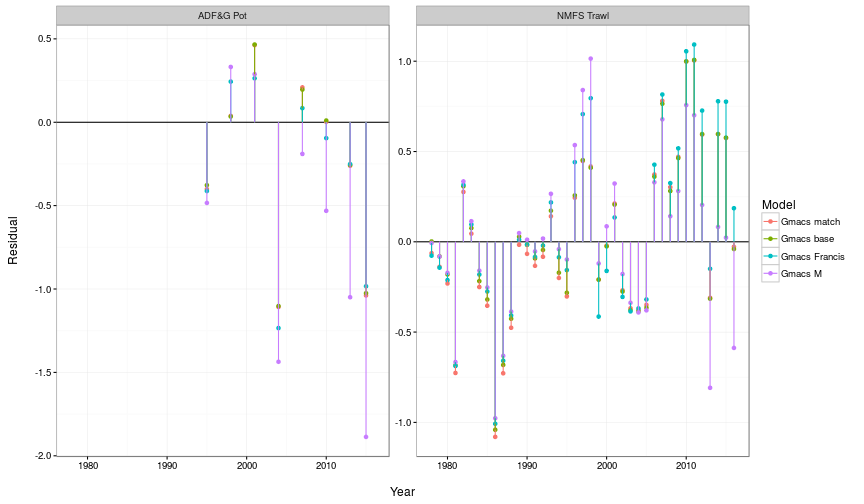 ADF&G Pot
NMFS Trawl
0.5
0.0
-0.5
-1.0
-1.5
-2.0
1.0
0.5
0.0
-0.5
-1.0
1980
1990
2000
2010
1980
1990
2000
2010
Residual
Year
Model
Gmacs match
Gmacs base
Gmacs Francis
Gmacs M